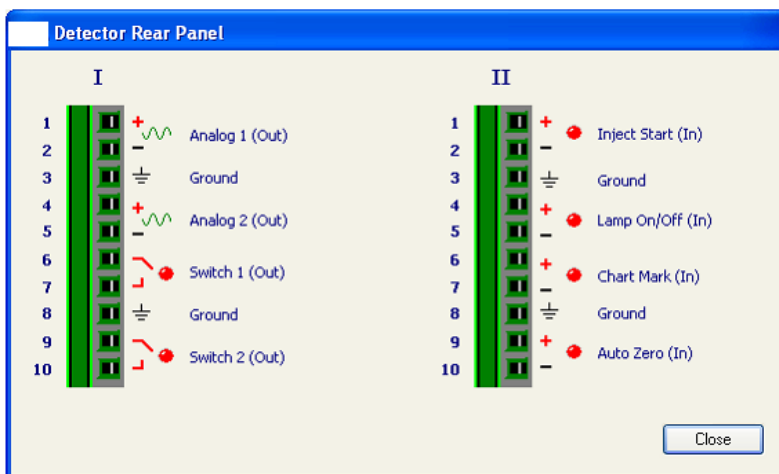 Detector Rear Panel
I
1
+
Analog 1 (Out)
2
−
3
Ground
4
+
Analog 2 (Out)
5
−
6
Switch 1 (Out)
7
8
Ground
9
Switch 2 (Out)
10
II
1
+
Inject Start (In)
2
−
3
Ground
4
+
Lamp On/Off (In)
5
−
6
+
Chart Mark (In)
7
−
8
Ground
9
+
Auto Zero (In)
10
−
Close